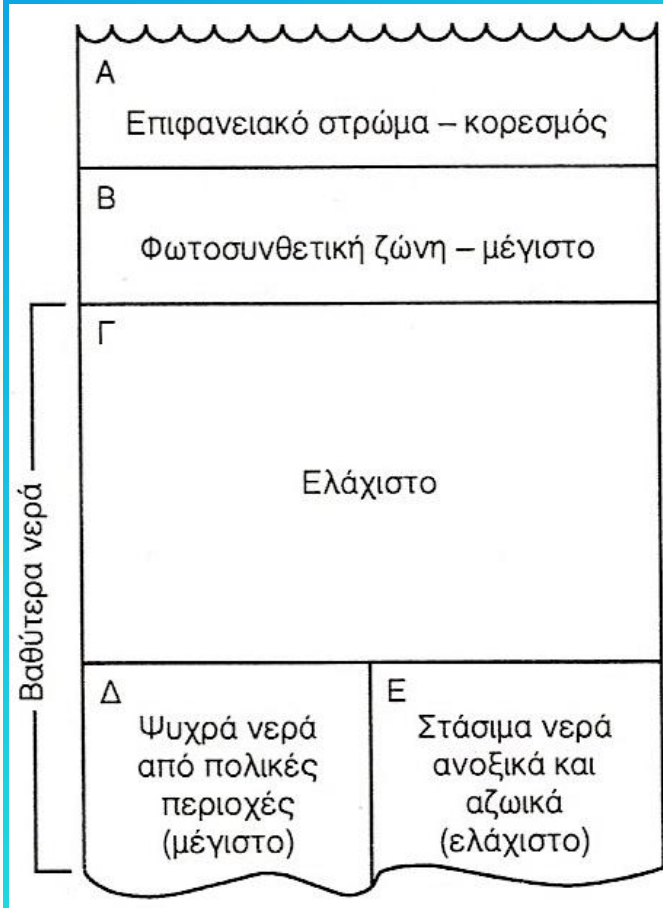 Α
Επιφανειακό στρώμα – κορεσμός
Β
Φωτοσυνθετική ζώνη – μέγιστο
Γ
Ελάχιστο
Βαθύτερα νερά
Δ
Ψυχρά νερά
από πολικές
περιοχές
(μέγιστο)
Ε
Στάσιμα νερά
ανοξικά και
αζωικά
(ελάχιστο)